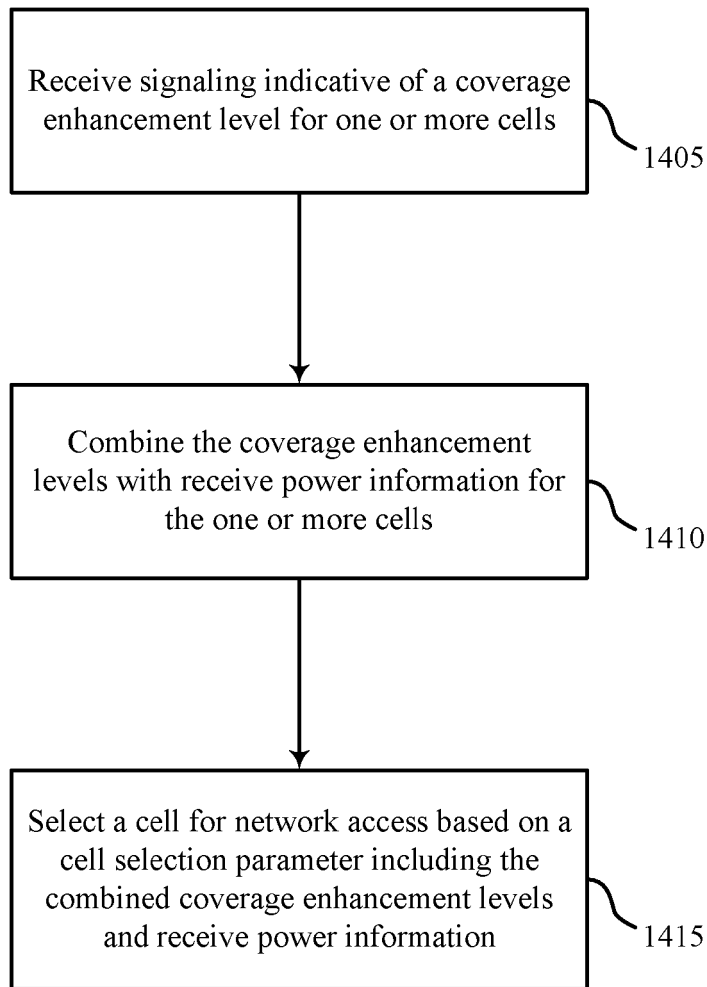 Receive signaling indicative of a coverage
enhancement level for one or more cells
1405
Combine the coverage enhancement
levels with receive power information for
the one or more cells
1410
Select a cell for network access based on a
cell selection parameter including the
combined coverage enhancement levels
and receive power information
1415